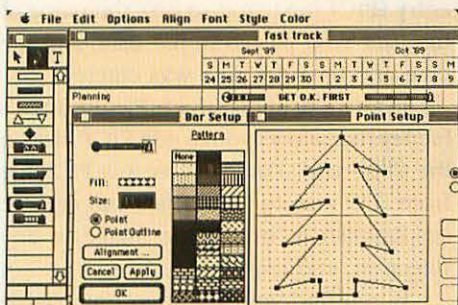 File Edit Options Align Font Style Color
fast track
T
Sept '89 Oct '89
S M T W T F S S M T W T F S S M
24 25 26 27 28 29 30 1 2 3 4 5 6 7 8 9
Planning GET O.K. FIRST
Bar Setup
Point Setup
Pattern
None
Fill:
Size:
Point
Point Outline
Alignment ...
Cancel Apply
OK